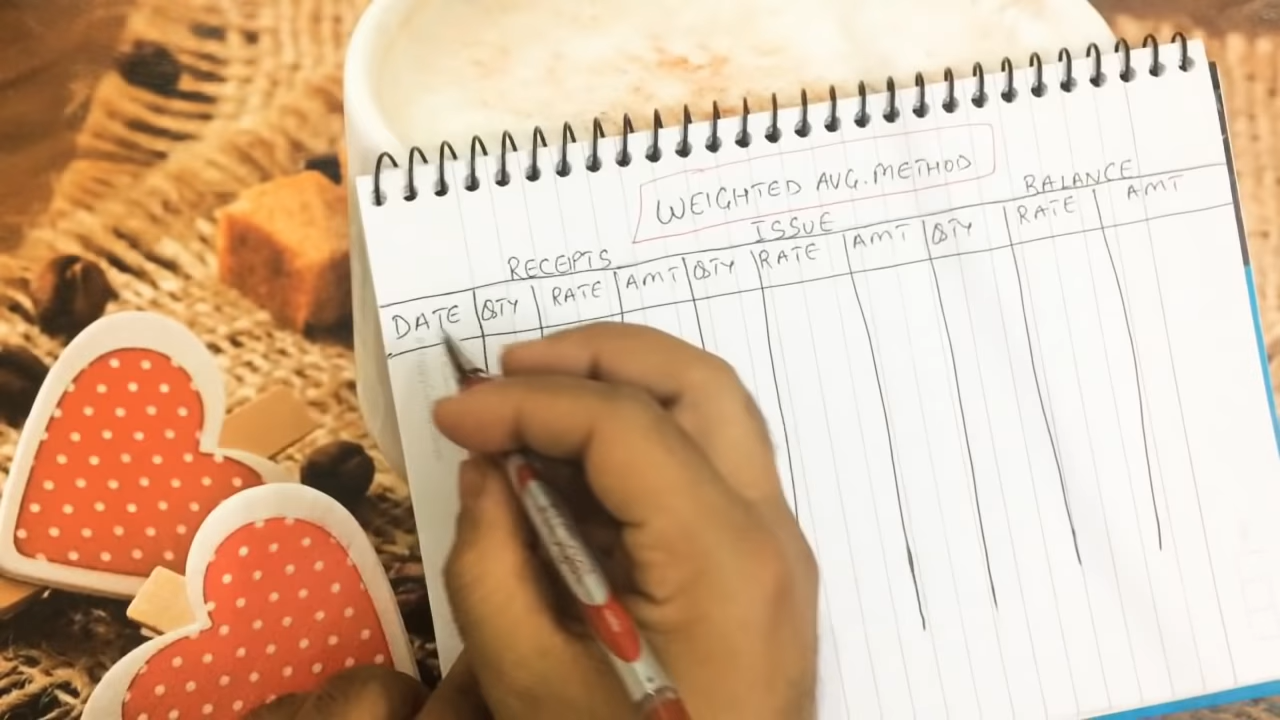 WEIGHTED AVG. METHOD
RECEIPTS ISSUE BALANCE
DATE QTY RATE AMT QTY RATE AMT QTY RATE AMT